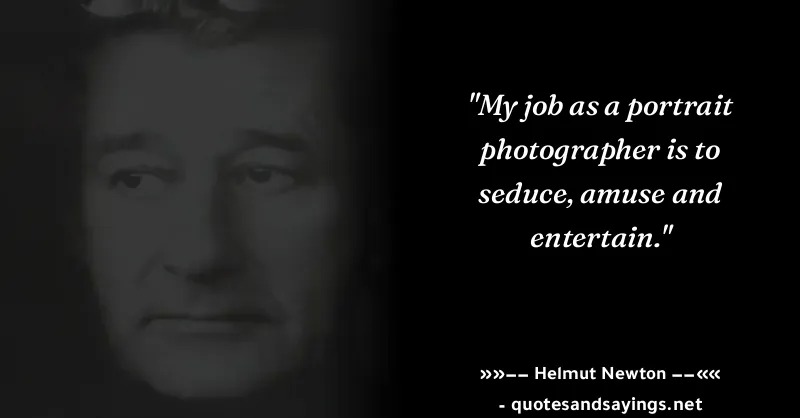 "My job as a portrait
photographer is to
seduce, amuse and
entertain."
»»−− Helmut Newton −−««
- quotesandsayings.net